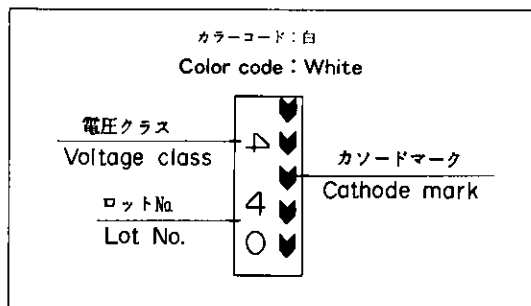 カラーコード：白
Color code：White
電圧クラス
Voltage class
4
カソードマーク
Cathode mark
ロットNo.
Lot No.
4
0